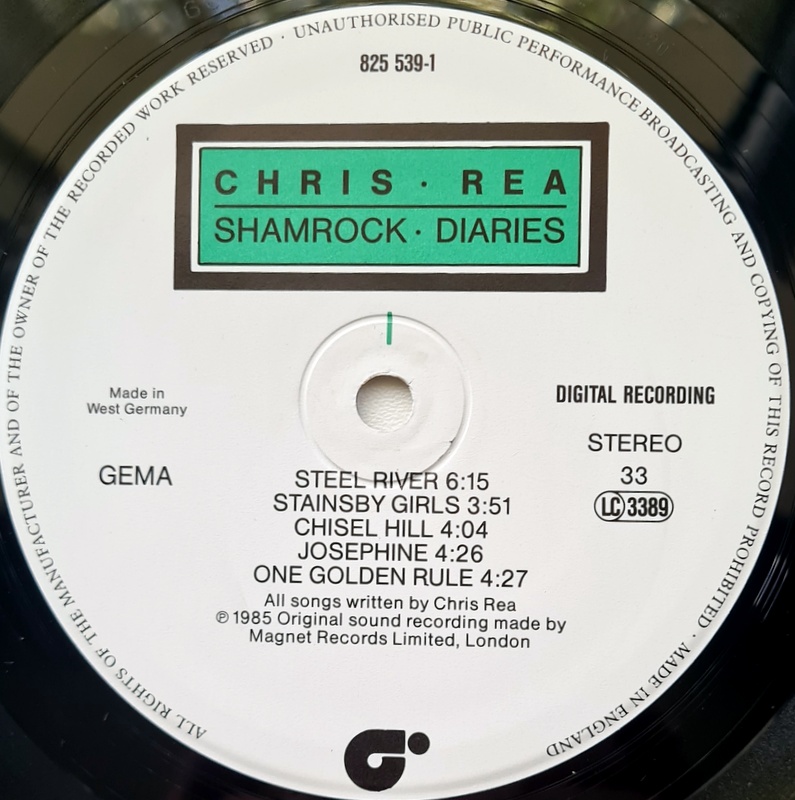 ALL RIGHTS OF THE MANUFACTURER AND OF THE OWNER OF THE RECORDED WORK RESERVED · UNAUTHORISED PUBLIC PERFORMANCE BROADCASTING AND COPYING OF THIS RECORD PROHIBITED · MADE IN ENGLAND
825 539-1
CHRIS · REA
SHAMROCK · DIARIES
Made in
West Germany
GEMA
DIGITAL RECORDING
STEREO
33
LC 3389
STEEL RIVER 6:15
STAINSBY GIRLS 3:51
CHISEL HILL 4:04
JOSEPHINE 4:26
ONE GOLDEN RULE 4:27
All songs written by Chris Rea
℗ 1985 Original sound recording made by
Magnet Records Limited, London